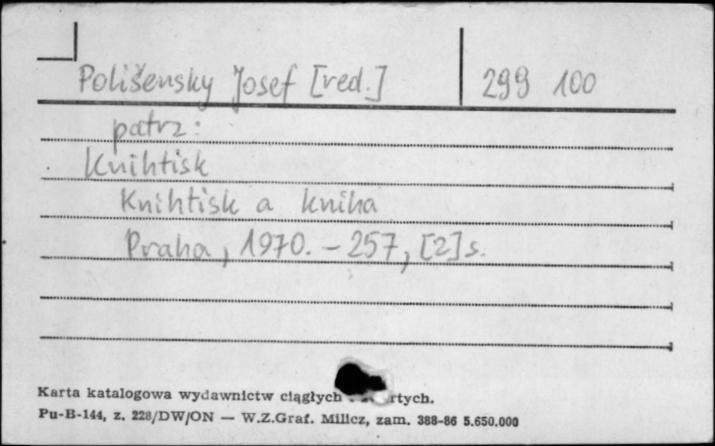 Polišensky Josef [red.] 299 100
patrz:
Knihtisk
Knihtisk a kniha
Praha, 1970. – 257, [2] s.
Karta katalogowa wydawnictw ciągłych rtych.
Pu-B-144, z. 228/DW/ON — W.Z.Graf. Milicz, zam. 388-86 5.650.000